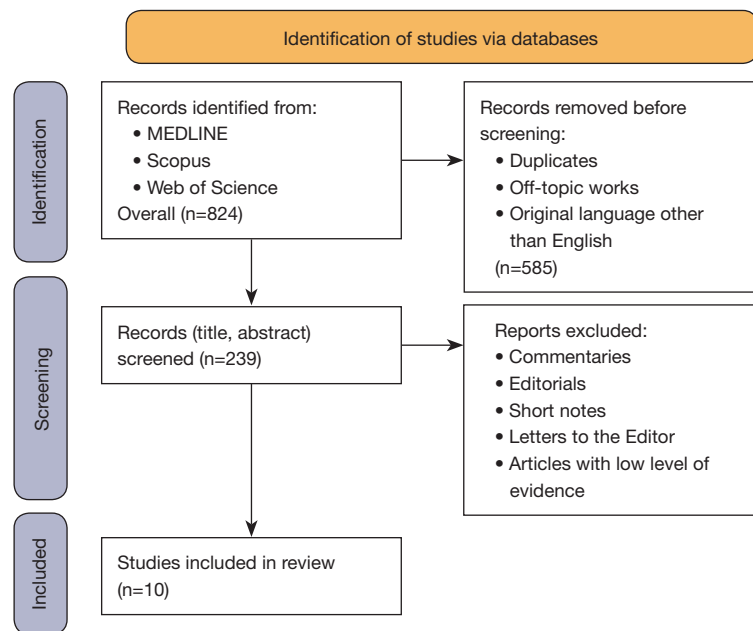 Identification of studies via databases
Identification
Records identified from:
• MEDLINE
• Scopus
• Web of Science
Overall (n=824)
Records removed before
screening:
• Duplicates
• Off-topic works
• Original language other
than English
(n=585)
Screening
Records (title, abstract)
screened (n=239)
Reports excluded:
• Commentaries
• Editorials
• Short notes
• Letters to the Editor
• Articles with low level of
evidence
Included
Studies included in review
(n=10)